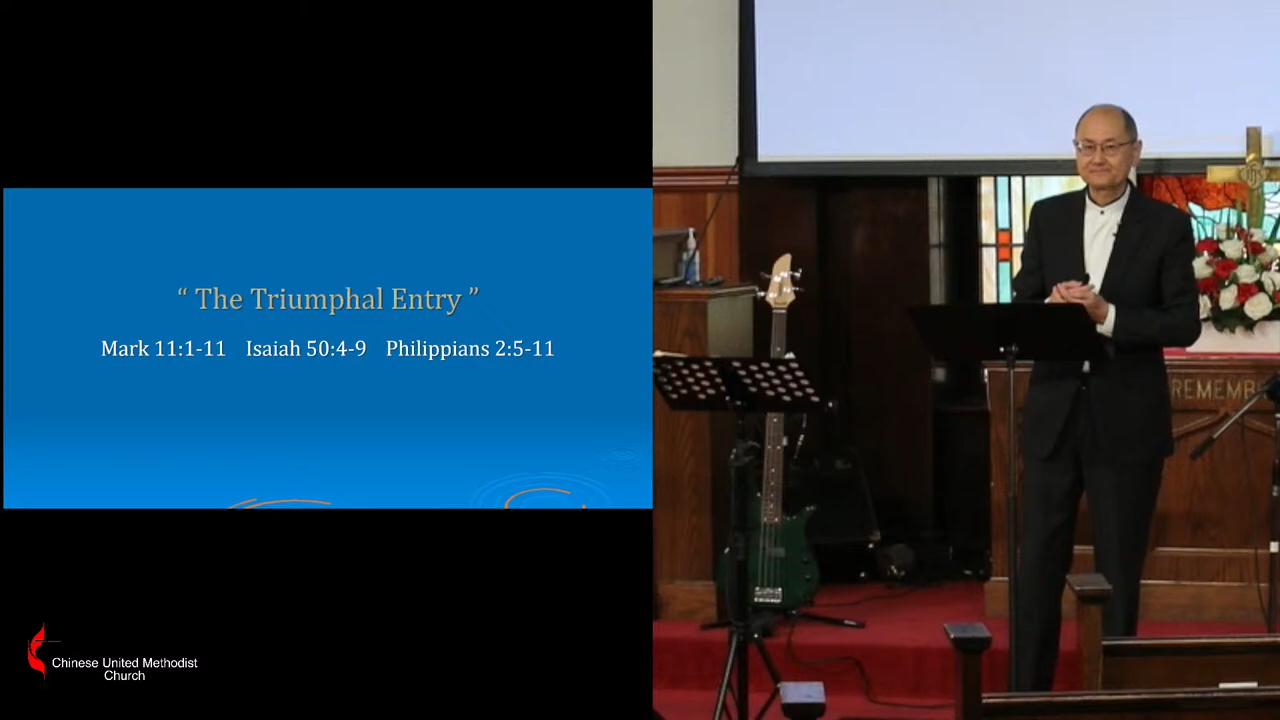 “ The Triumphal Entry ”
Mark 11:1-11 Isaiah 50:4-9 Philippians 2:5-11
Chinese United Methodist
Church
IHS